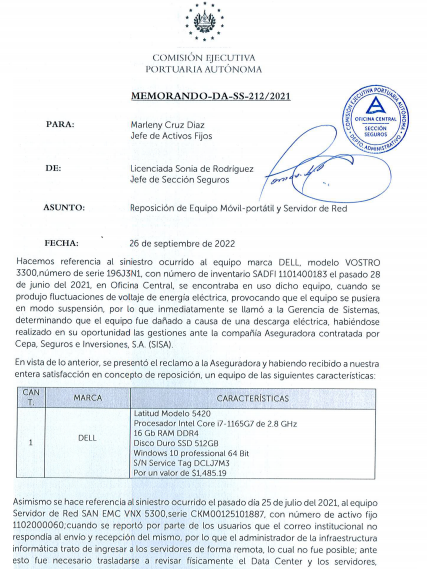 COMISIÓN EJECUTIVA
PORTUARIA AUTÓNOMA
MEMORANDO-DA-SS-212/2021
COMISIÓN EJECUTIVA PORTUARIA AUTÓNOMA
OFICINA CENTRAL
SECCIÓN
SEGUROS
DEPTO. ADMINISTRATIVO
PARA: Marleny Cruz Díaz
Jefe de Activos Fijos
DE: Licenciada Sonia de Rodríguez
Jefe de Sección Seguros
ASUNTO: Reposición de Equipo Móvil-portátil y Servidor de Red
FECHA: 26 de septiembre de 2022
Hacemos referencia al siniestro ocurrido al equipo marca DELL, modelo VOSTRO
3300,número de serie 196J3N1, con número de inventario SADFI 1101400183 el pasado 28
de junio del 2021, en Oficina Central, se encontraba en uso dicho equipo, cuando se
produjo fluctuaciones de voltaje de energía eléctrica, provocando que el equipo se pusiera
en modo suspensión, por lo que inmediatamente se llamó a la Gerencia de Sistemas,
determinando que el equipo fue dañado a causa de una descarga eléctrica, habiéndose
realizado en su oportunidad las gestiones ante la compañía Aseguradora contratada por
Cepa, Seguros e Inversiones, S.A. (SISA).
En vista de lo anterior, se presentó el reclamo a la Aseguradora y habiendo recibido a nuestra
entera satisfacción en concepto de reposición, un equipo de las siguientes características:
CAN
T. MARCA CARACTERÍSTICAS
1 DELL
Latitud Modelo 5420
Procesador Intel Core i7-1165G7 de 2.8 GHz
16 Gb RAM DDR4
Disco Duro SSD 512GB
Windows 10 professional 64 Bit
S/N Service Tag DCLJ7M3
Por un valor de $1,485.19
Asimismo se hace referencia al siniestro ocurrido el pasado día 25 de julio del 2021, al equipo
Servidor de Red SAN EMC VNX 5300,serie CKM00125101887, con número de activo fijo
1102000060;cuando se reportó por parte de los usuarios que el correo institucional no
respondía al envío y recepción del mismo, por lo que el administrador de la infraestructura
informática trato de ingresar a los servidores de forma remota, lo cual no fue posible; ante
esto fue necesario trasladarse a revisar físicamente el Data Center y los servidores,